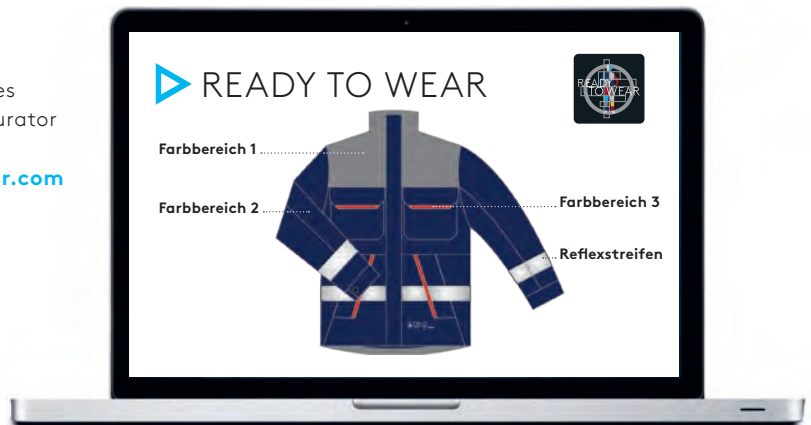 es
urator
r.com
READY TO WEAR
READY
TO WEAR
Farbbereich 1
Farbbereich 2
Farbbereich 3
Reflexstreifen